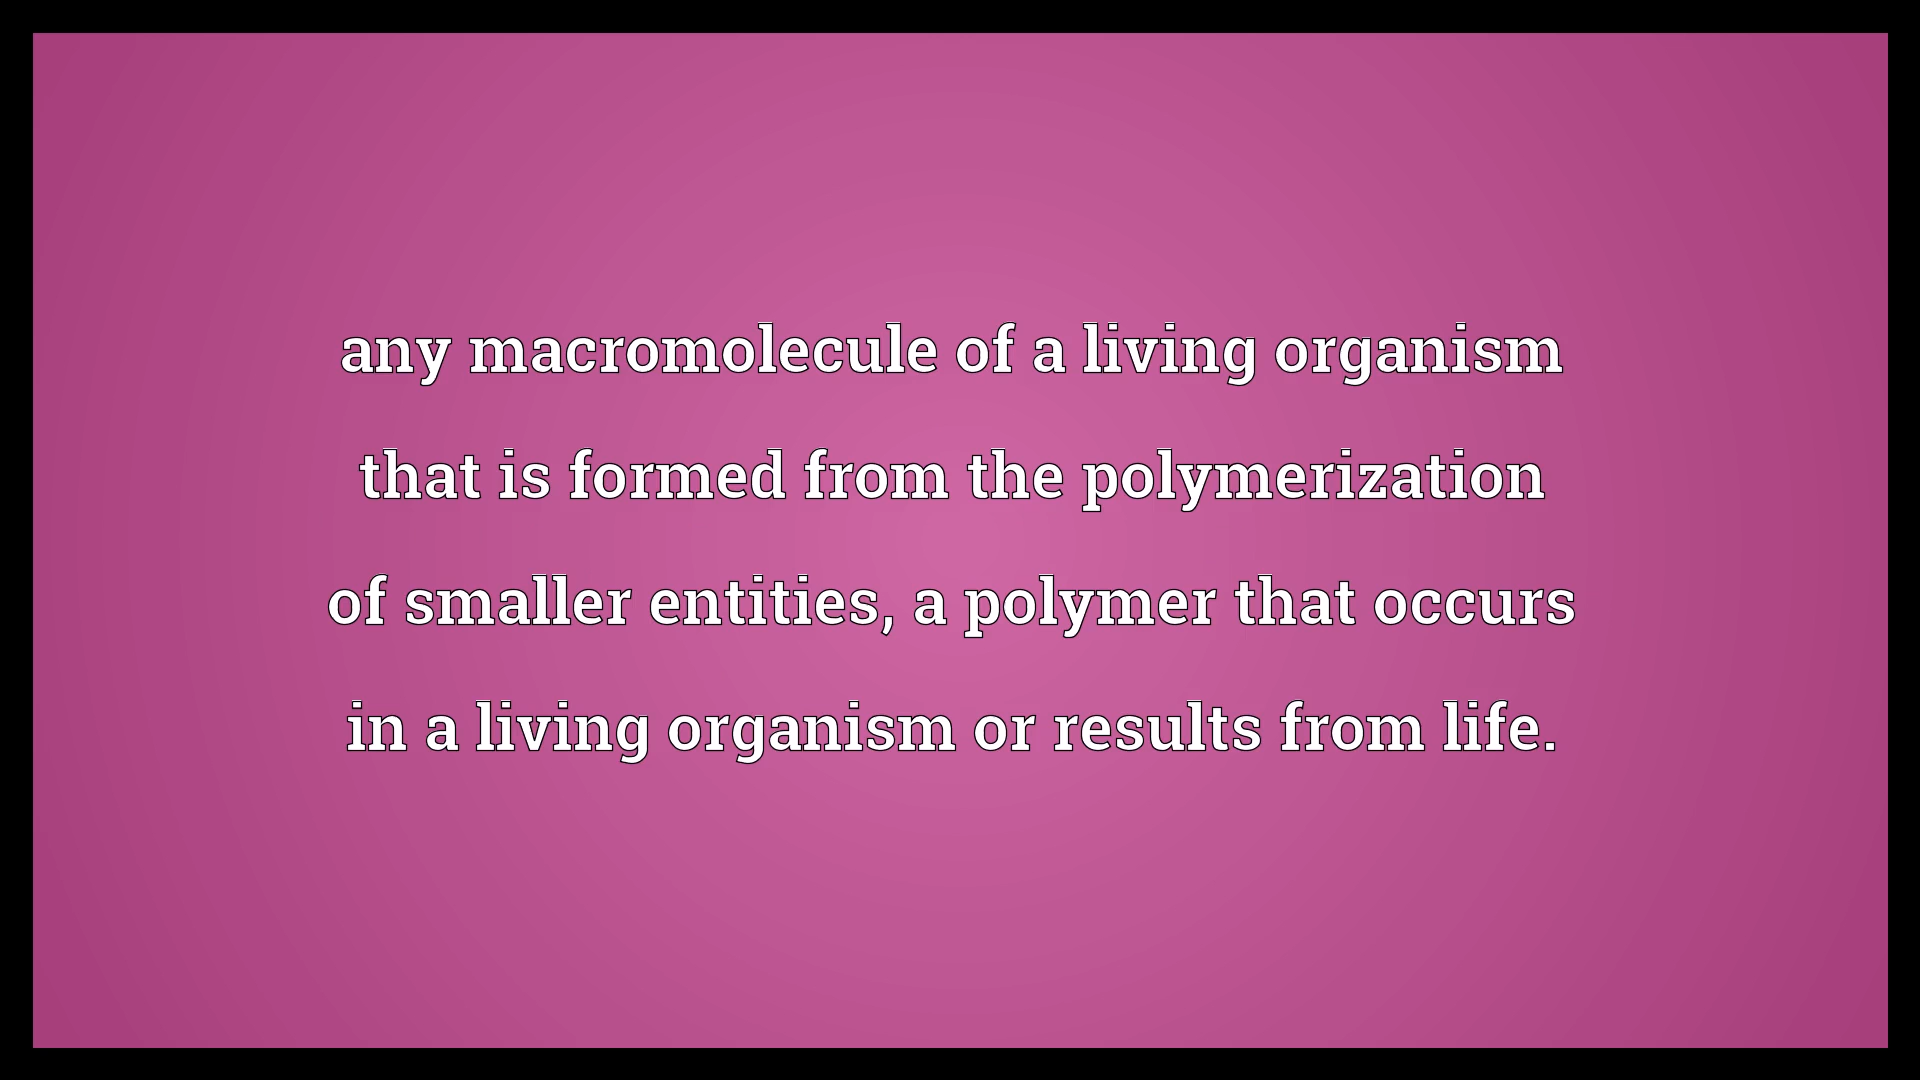 any macromolecule of a living organism
that is formed from the polymerization
of smaller entities, a polymer that occurs
in a living organism or results from life.